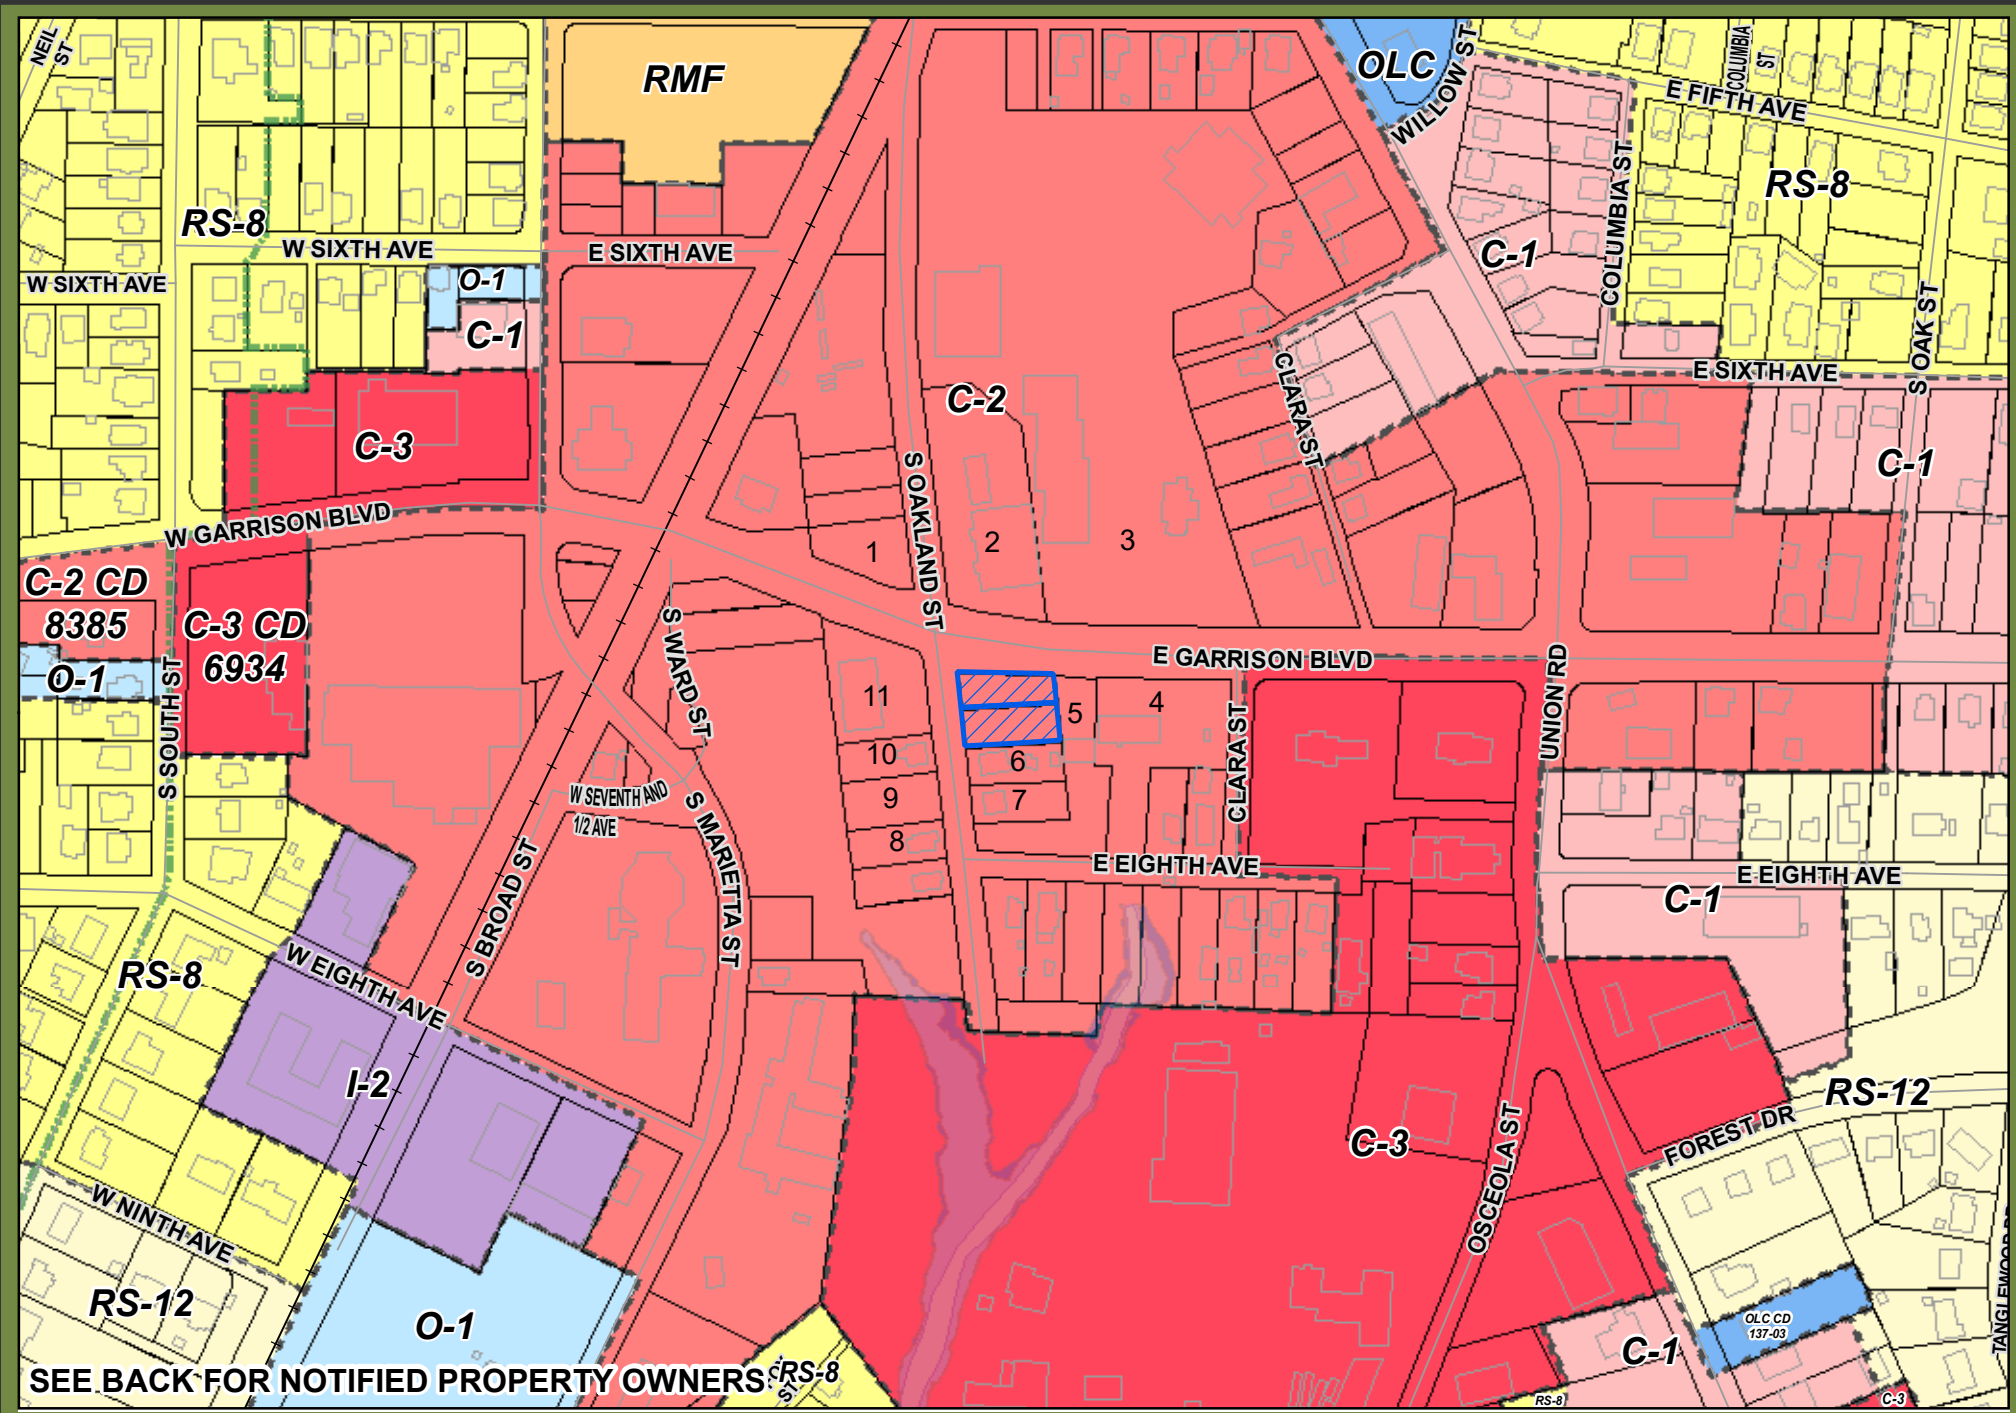 NEIL
ST
RMF
OLC
WILLOW ST
COLUMBIA
ST
E FIFTH AVE
RS-8
RS-8
COLUMBIA ST
C-1
W SIXTH AVE
E SIXTH AVE
W SIXTH AVE
O-1
C-1
S OAK ST
E SIXTH AVE
CLARA ST
C-2
C-3
C-1
S OAKLAND ST
W GARRISON BLVD
1
2
3
C-2 CD
8385
C-3 CD
6934
S WARD ST
E GARRISON BLVD
O-1
S SOUTH ST
UNION RD
11
5
4
CLARA ST
10
6
9
7
8
W SEVENTH AND
1/2 AVE
S MARIETTA ST
E EIGHTH AVE
E EIGHTH AVE
C-1
S BROAD ST
RS-8
W EIGHTH AVE
I-2
RS-12
FOREST DR
C-3
OSCEOLA ST
W NINTH AVE
RS-12
O-1
TANGLEWOOD
OLC CD
137-03
C-1
SEE BACK FOR NOTIFIED PROPERTY OWNERS
ST
RS-8
RS-8
C-3